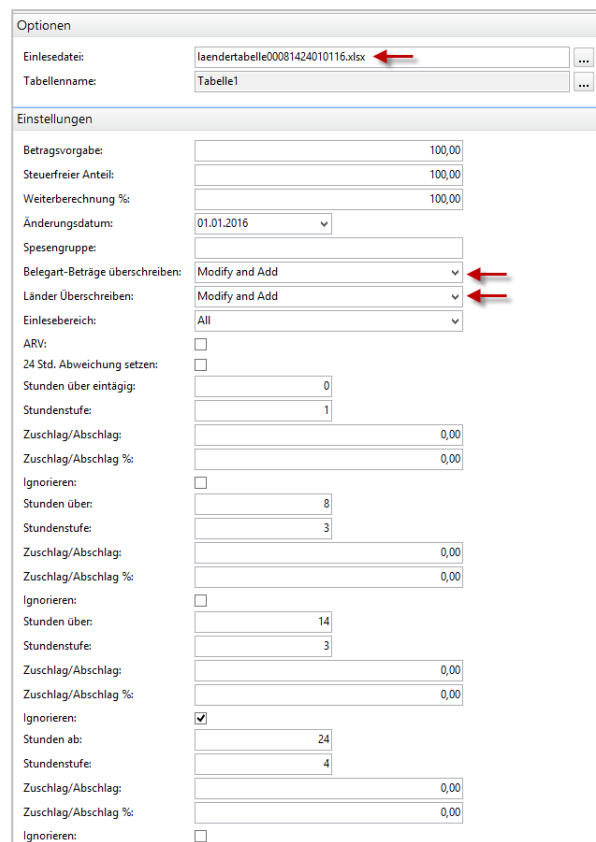 Optionen
Einlesedatei: laendertabelle00081424010116.xlsx ...
Tabellenname: Tabelle1 ...
Einstellungen
Betragsvorgabe: 100,00
Steuerfreier Anteil: 100,00
Weiterberechnung %: 100,00
Änderungsdatum: 01.01.2016
Spesengruppe:
Belegart-Beträge überschreiben: Modify and Add
Länder Überschreiben: Modify and Add
Einlesebereich: All
ARV:
24 Std. Abweichung setzen:
Stunden über eintägig: 0
Stundenstufe: 1
Zuschlag/Abschlag: 0,00
Zuschlag/Abschlag %: 0,00
Ignorieren:
Stunden über: 8
Stundenstufe: 3
Zuschlag/Abschlag: 0,00
Zuschlag/Abschlag %: 0,00
Ignorieren:
Stunden über: 14
Stundenstufe: 3
Zuschlag/Abschlag: 0,00
Zuschlag/Abschlag %: 0,00
Ignorieren:
Stunden ab: 24
Stundenstufe: 4
Zuschlag/Abschlag: 0,00
Zuschlag/Abschlag %: 0,00
Ignorieren: